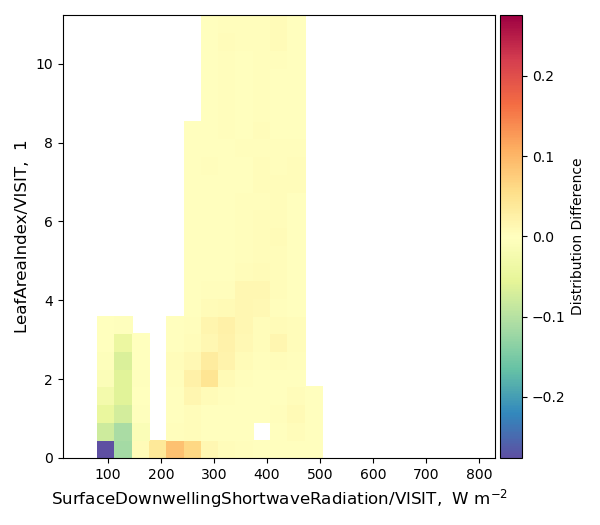 10
8
6
4
2
0
LeafAreaIndex/VISIT, 1
100 200 300 400 500 600 700 800
SurfaceDownwellingShortwaveRadiation/VISIT, W m⁻²
0.2
0.1
0.0
−0.1
−0.2
Distribution Difference